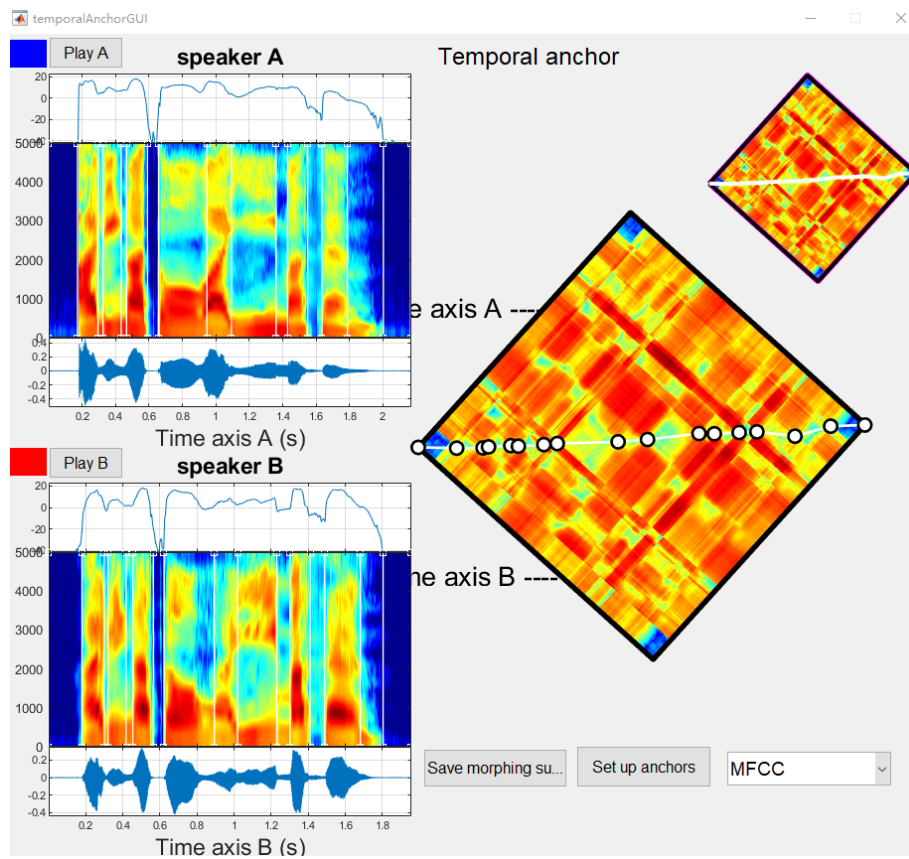 temporalAnchorGUI
Play A
speaker A
Temporal anchor
20
0
-20
-40
5000
4000
3000
2000
1000
0
0.4
0.2
0
-0.2
-0.4
0.2 0.4 0.6 0.8 1 1.2 1.4 1.6 1.8 2
Time axis A (s)
e axis A ----
Play B
speaker B
20
0
-20
5000
4000
3000
2000
1000
0
0.2
0
-0.2
-0.4
0.2 0.4 0.6 0.8 1 1.2 1.4 1.6 1.8
Time axis B (s)
me axis B ----
Save morphing su...
Set up anchors
MFCC